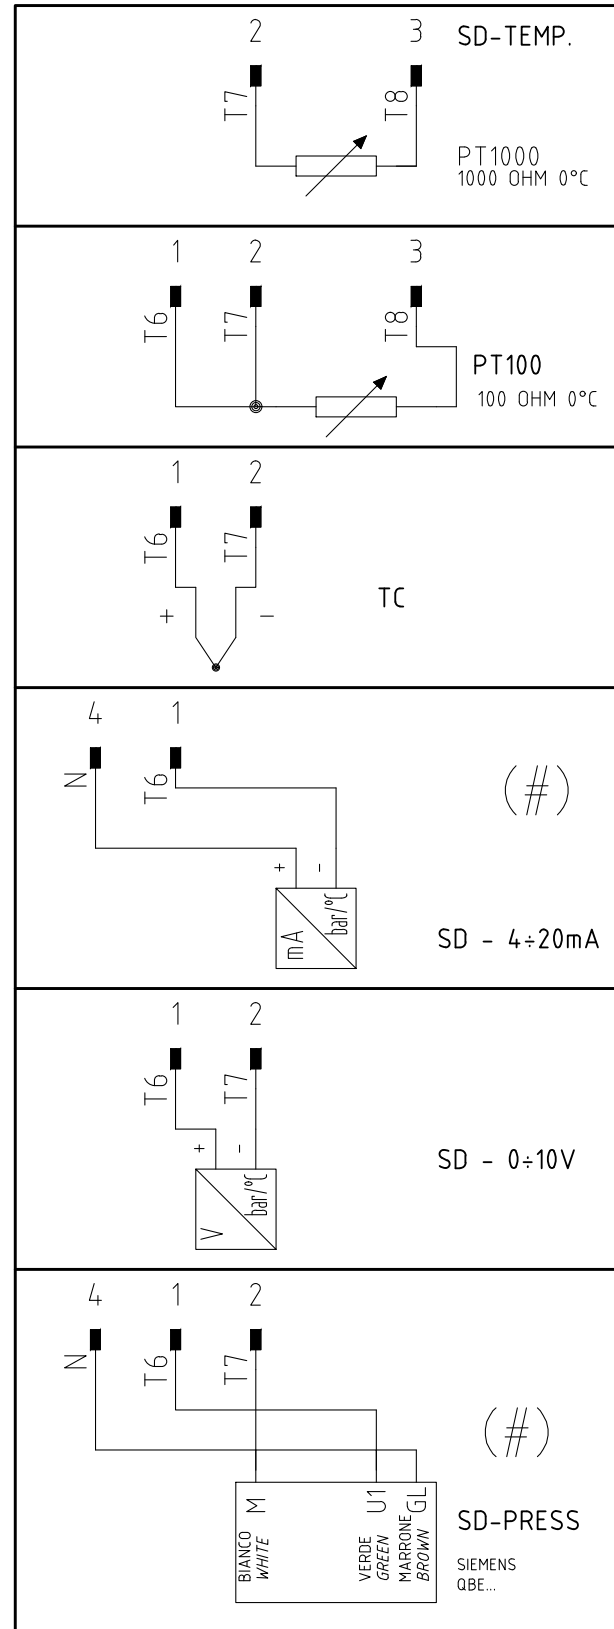 2 3 SD-TEMP.
T7 T8
PT1000
1000 OHM 0°C
1 2 3
T6 T7 T8
PT100
100 OHM 0°C
1 2
T6 T7
+ -
TC
4 1
N T6
(#)
+ -
mA bar/°C
SD - 4÷20mA
1 2
T6 T7
+ -
V bar/°C
SD - 0÷10V
4 1 2
N T6 T7
(#)
M U1 GL
BIANCO VERDE MARRONE
WHITE GREEN BROWN
SD-PRESS
SIEMENS
QBE...